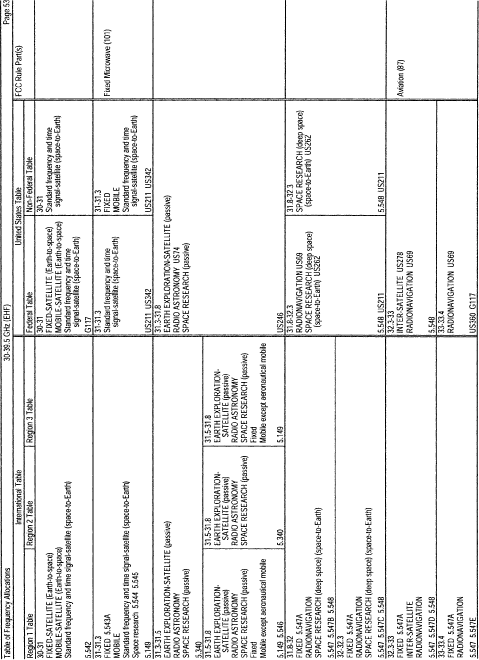 Table of Frequency Allocations
30-39.5 GHz (EHF)
Page 53
International Table
United States Table
FCC Rule Part(s)
Region 1 Table
Region 2 Table
Region 3 Table
Federal Table
Non-Federal Table
30-31
FIXED-SATELLITE (Earth-to-space)
MOBILE-SATELLITE (Earth-to-space)
Standard frequency and time signal-satellite (space-to-Earth)
5.542
30-31
FIXED-SATELLITE (Earth-to-space)
MOBILE-SATELLITE (Earth-to-space)
Standard frequency and time
signal-satellite (space-to-Earth)
G117
30-31
Standard frequency and time
signal-satellite (space-to-Earth)
31-31.3
FIXED 5.543A
MOBILE
Standard frequency and time signal-satellite (space-to-Earth)
Space research 5.544 5.545
5.149
31-31.3
Standard frequency and time
signal-satellite (space-to-Earth)
US211 US342
31-31.3
FIXED
MOBILE
Standard frequency and time
signal-satellite (space-to-Earth)
US211 US342
Fixed Microwave (101)
31.3-31.5
EARTH EXPLORATION-SATELLITE (passive)
RADIO ASTRONOMY
SPACE RESEARCH (passive)
5.340
31.3-31.8
EARTH EXPLORATION-SATELLITE (passive)
RADIO ASTRONOMY US74
SPACE RESEARCH (passive)
US246
31.5-31.8
EARTH EXPLORATION-
SATELLITE (passive)
RADIO ASTRONOMY
SPACE RESEARCH (passive)
Fixed
Mobile except aeronautical mobile
5.149 5.546
31.5-31.8
EARTH EXPLORATION-
SATELLITE (passive)
RADIO ASTRONOMY
SPACE RESEARCH (passive)
5.340
31.5-31.8
EARTH EXPLORATION-
SATELLITE (passive)
RADIO ASTRONOMY
SPACE RESEARCH (passive)
Fixed
Mobile except aeronautical mobile
5.149
31.8-32
FIXED 5.547A
RADIONAVIGATION
SPACE RESEARCH (deep space) (space-to-Earth)
5.547 5.547B 5.548
31.8-32.3
RADIONAVIGATION US69
SPACE RESEARCH (deep space)
(space-to-Earth) US262
5.548 US211
31.8-32.3
SPACE RESEARCH (deep space)
(space-to-Earth) US262
5.548 US211
32-32.3
FIXED 5.547A
RADIONAVIGATION
SPACE RESEARCH (deep space) (space-to-Earth)
5.547 5.547C 5.548
32.3-33
FIXED 5.547A
INTER-SATELLITE
RADIONAVIGATION
5.547 5.547D 5.548
32.3-33
INTER-SATELLITE US278
RADIONAVIGATION US69
5.548
Aviation (87)
33-33.4
FIXED 5.547A
RADIONAVIGATION
5.547 5.547E
33-33.4
RADIONAVIGATION US69
US360 G117